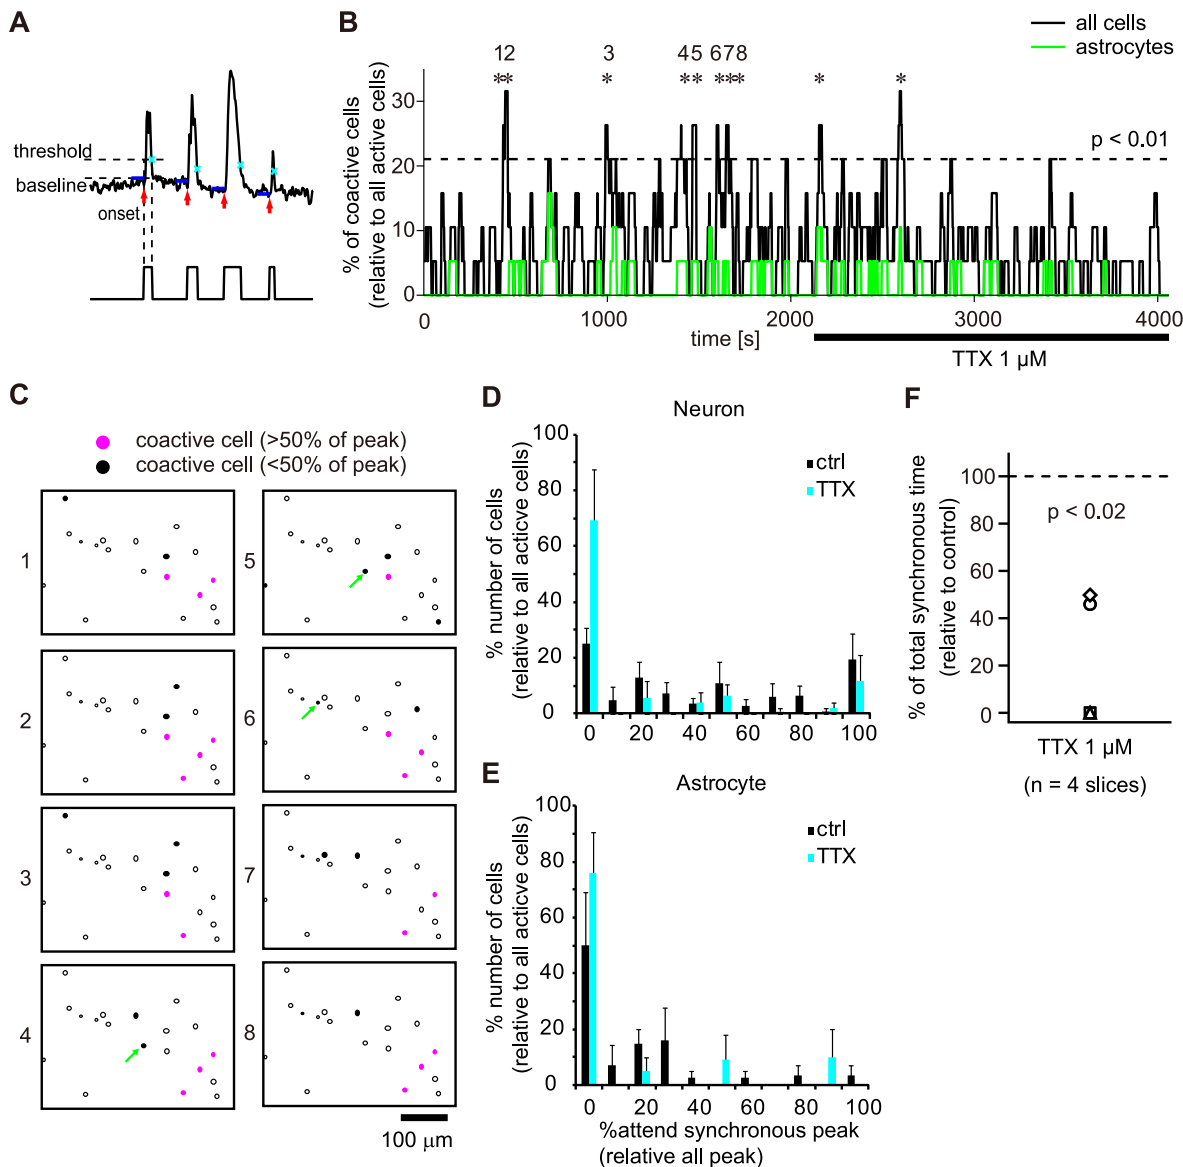 A
threshold
baseline
onset
B
all cells
astrocytes
12 3 45 678
** * ** *** * *
% of coactive cells
(relative to all active cells)
30
20
10
0
p < 0.01
0 1000 2000 3000 4000
time [s]
TTX 1 µM
C
coactive cell (>50% of peak)
coactive cell (<50% of peak)
1
2
3
4
5
6
7
8
100 µm
D
Neuron
% number of cells
(relative to all acticve cells)
100
80
60
40
20
0
ctrl
TTX
0 20 40 60 80 100
E
Astrocyte
% number of cells
(relative to all acticve cells)
100
80
60
40
20
0
ctrl
TTX
0 20 40 60 80 100
%attend synchronous peak
(relative all peak)
F
% of total synchronous time
(relative to control)
100
80
60
40
20
0
p < 0.02
TTX 1 µM
(n = 4 slices)